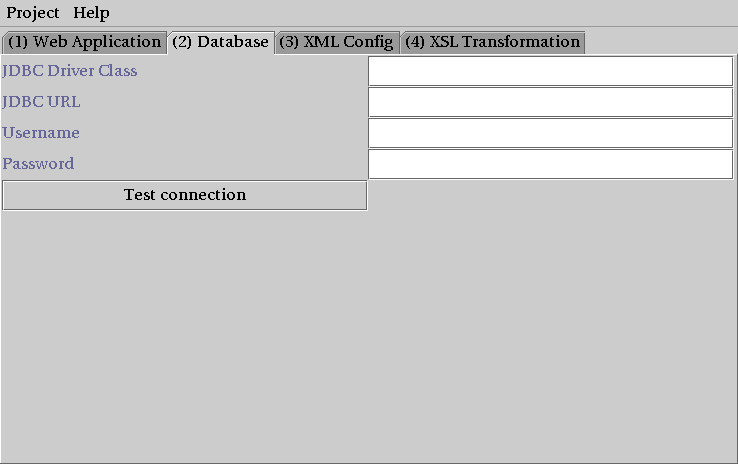 Project Help
(1) Web Application (2) Database (3) XML Config (4) XSL Transformation
JDBC Driver Class
JDBC URL
Username
Password
Test connection